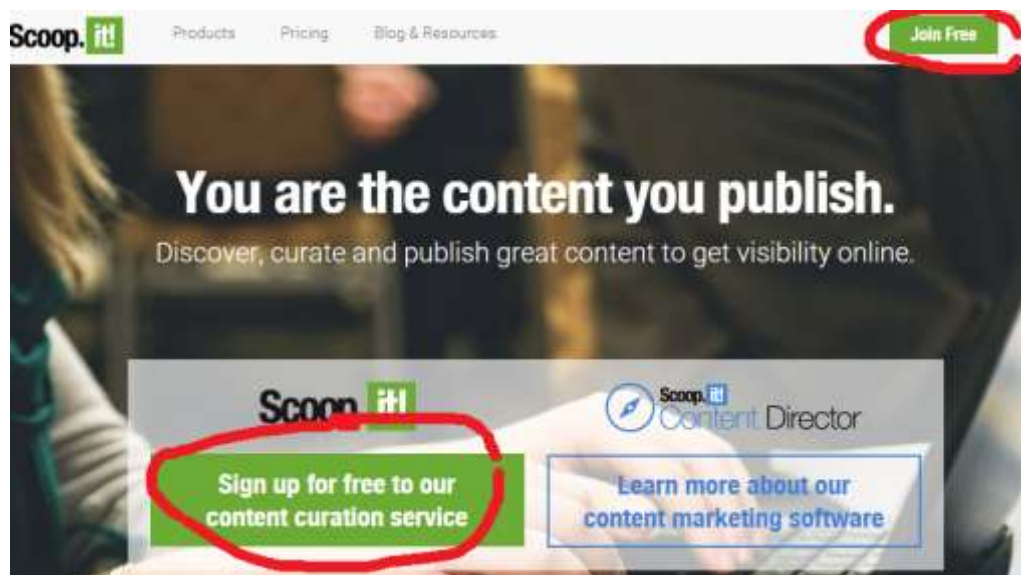 Scoop.it!
Products Pricing Blog & Resources
Join Free
You are the content you publish.
Discover, curate and publish great content to get visibility online.
Scoop.it!
Sign up for free to our
content curation service
Scoop.it!
Content Director
Learn more about our
content marketing software